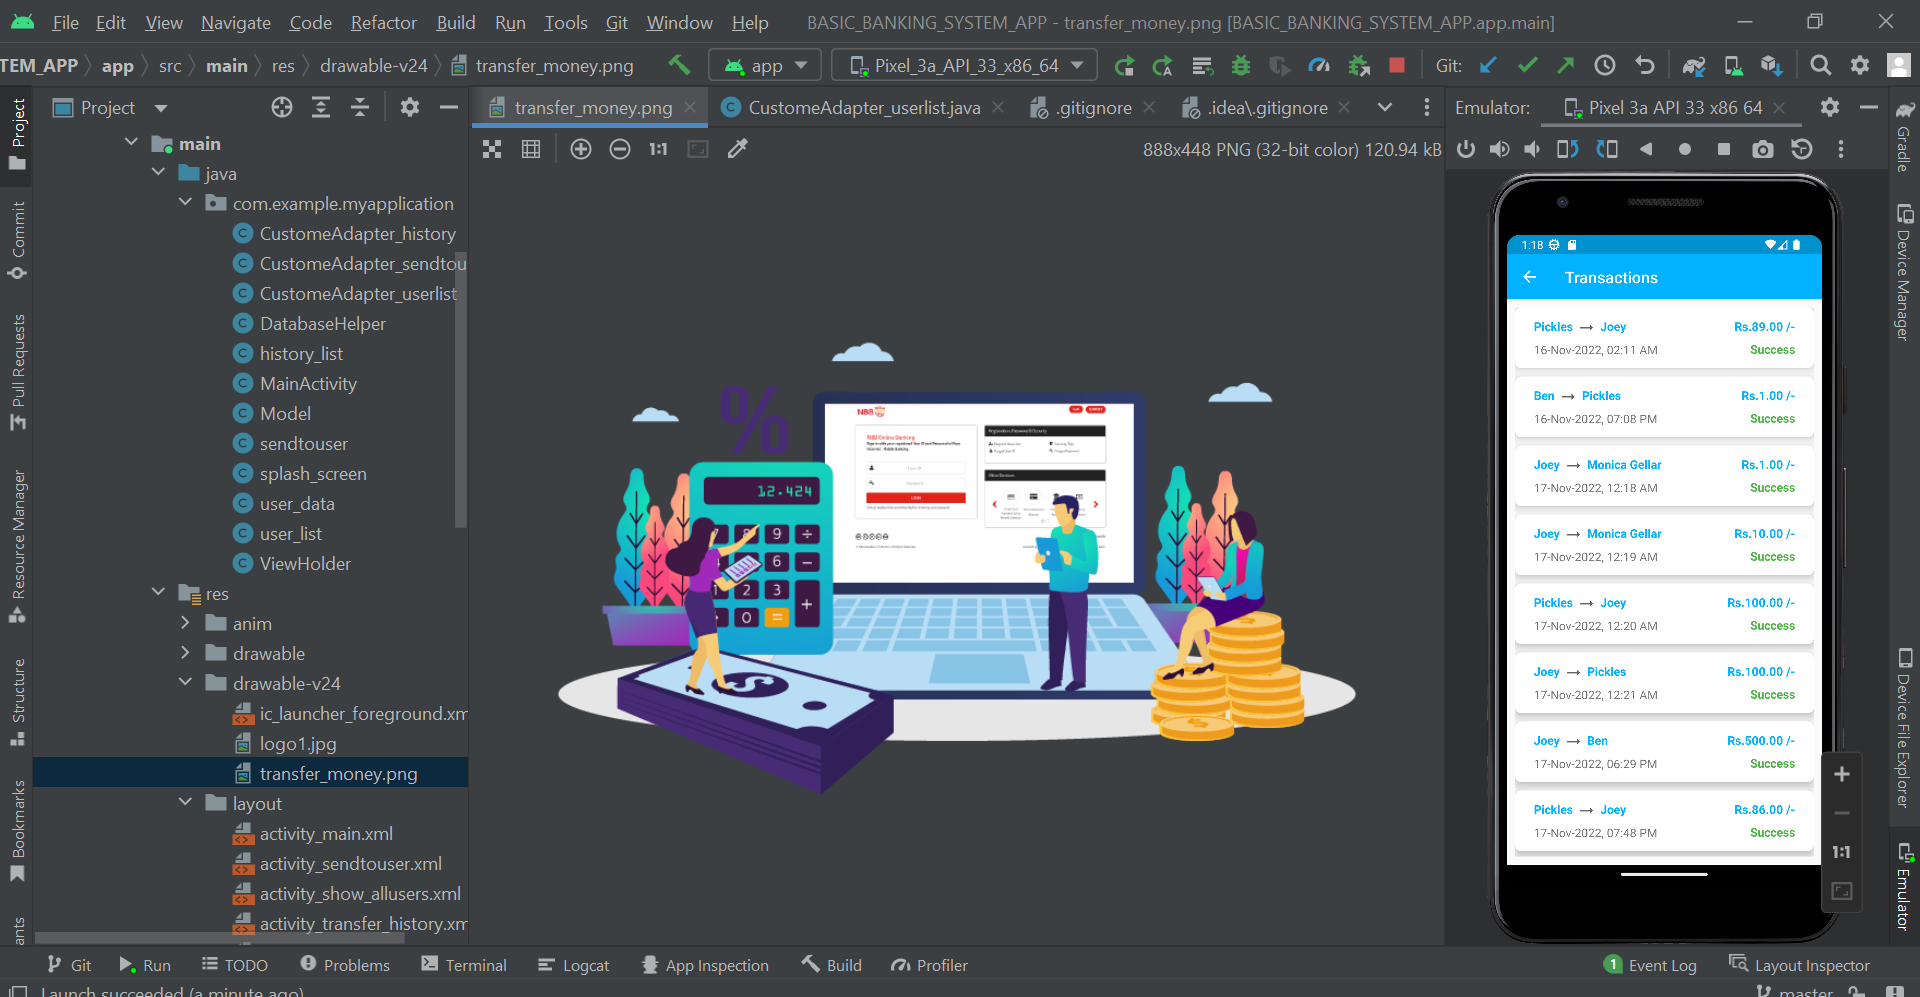 File Edit View Navigate Code Refactor Build Run Tools Git Window Help BASIC_BANKING_SYSTEM_APP - transfer_money.png [BASIC_BANKING_SYSTEM_APP.app.main]
TEM_APP app src main res drawable-v24 transfer_money.png app Pixel_3a_API_33_x86_64 Git:
Project
transfer_money.png CustomeAdapter_userlist.java .gitignore .idea\.gitignore
Emulator: Pixel 3a API 33 x86 64
1:1 888x448 PNG (32-bit color) 120.94 kB
Project
Commit
Pull Requests
Resource Manager
Structure
Bookmarks
ants
main
java
com.example.myapplication
CustomeAdapter_history
CustomeAdapter_sendtou
CustomeAdapter_userlist
DatabaseHelper
history_list
MainActivity
Model
sendtouser
splash_screen
user_data
user_list
ViewHolder
res
anim
drawable
drawable-v24
ic_launcher_foreground.xm
logo1.jpg
transfer_money.png
layout
activity_main.xml
activity_sendtouser.xml
activity_show_allusers.xml
activity_transfer_history.xm
%
12.424
9 ÷
6 −
1 2 3 +
0 =
NBB
NBB Online Banking
LOGIN
$
1:18
Transactions
Pickles → Joey Rs.89.00 /-
16-Nov-2022, 02:11 AM Success
Ben → Pickles Rs.1.00 /-
16-Nov-2022, 07:08 PM Success
Joey → Monica Gellar Rs.1.00 /-
17-Nov-2022, 12:18 AM Success
Joey → Monica Gellar Rs.10.00 /-
17-Nov-2022, 12:19 AM Success
Pickles → Joey Rs.100.00 /-
17-Nov-2022, 12:20 AM Success
Joey → Pickles Rs.100.00 /-
17-Nov-2022, 12:21 AM Success
Joey → Ben Rs.500.00 /-
17-Nov-2022, 06:29 PM Success
Pickles → Joey Rs.86.00 /-
17-Nov-2022, 07:48 PM Success
1:1
Gradle
Device Manager
Device File Explorer
Emulator
Git Run TODO Problems Terminal Logcat App Inspection Build Profiler 1 Event Log Layout Inspector
Launch succeeded (a minute ago) master